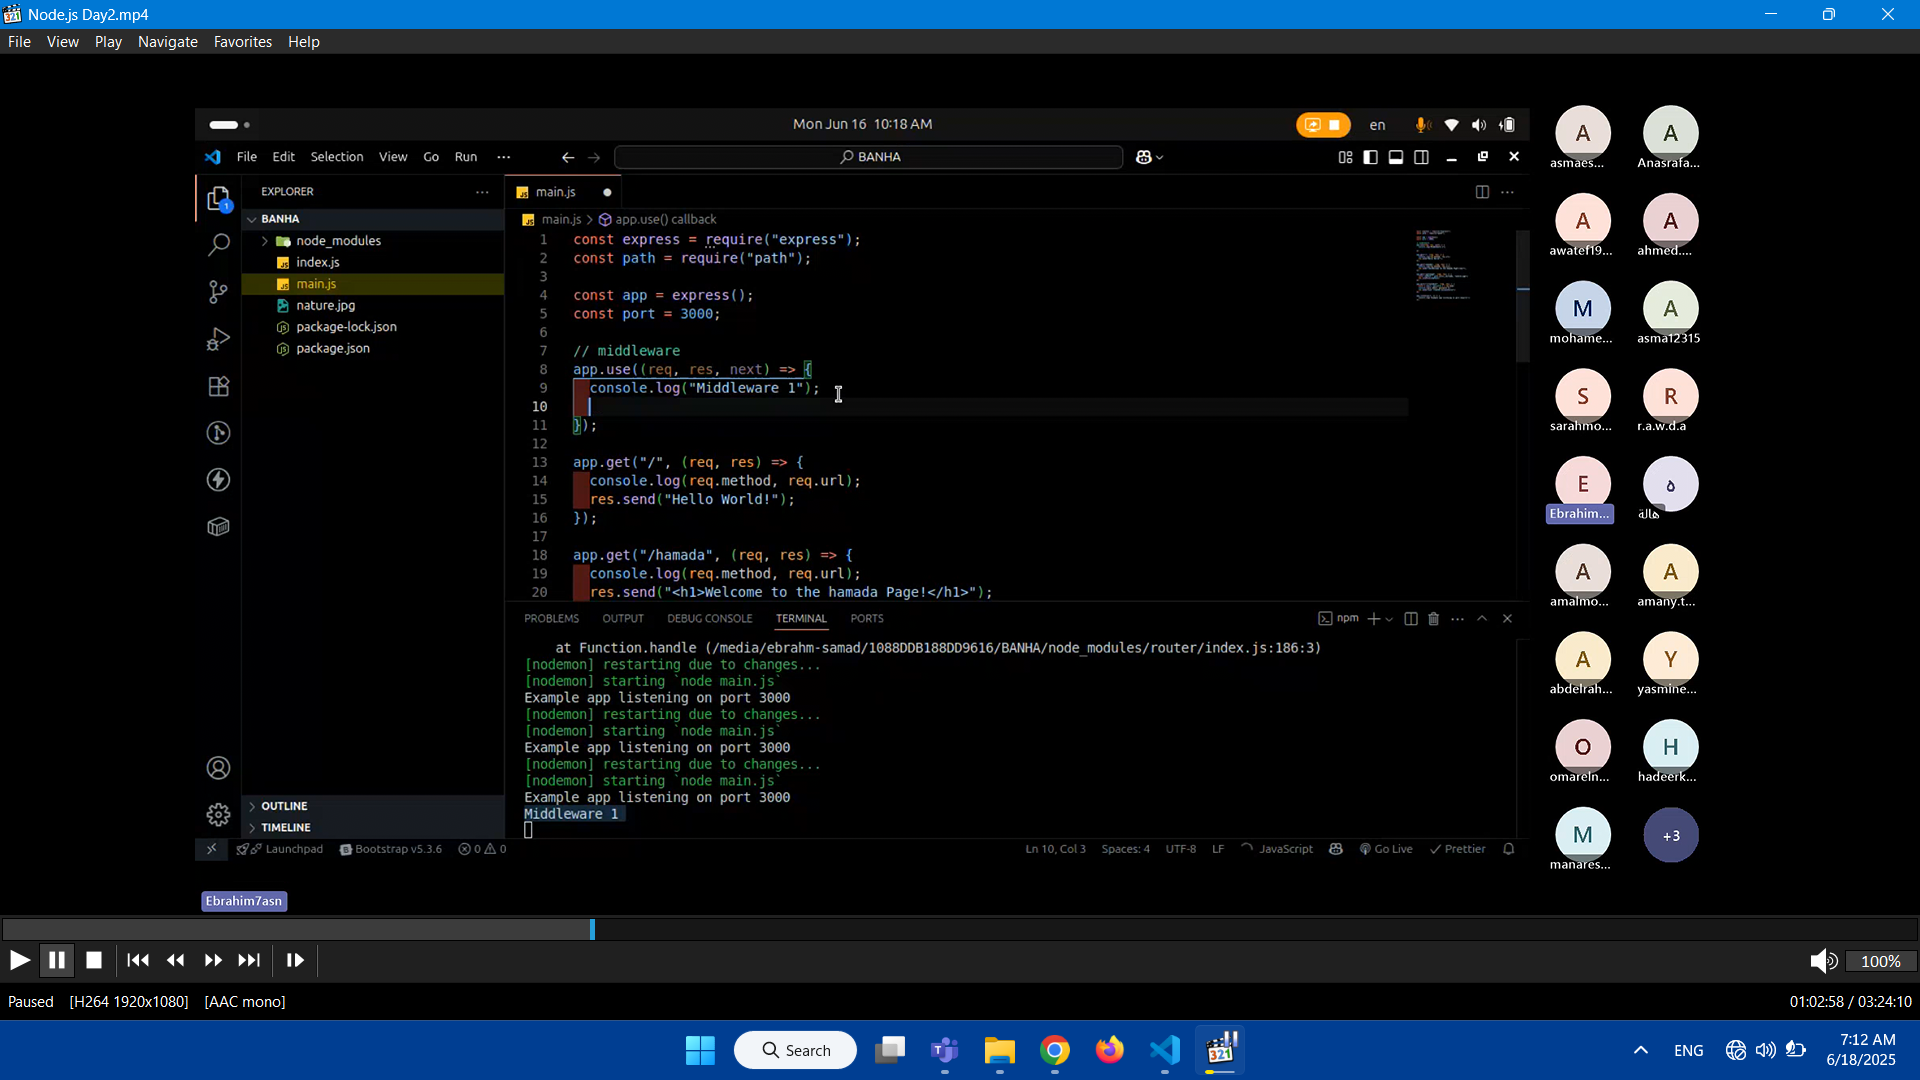 Node.js Day2.mp4
File View Play Navigate Favorites Help
Mon Jun 16 10:18 AM
en
File Edit Selection View Go Run ···
BANHA
EXPLORER
main.js
BANHA
node_modules
index.js
main.js
nature.jpg
package-lock.json
package.json
OUTLINE
TIMELINE
main.js > app.use() callback
1 const express = require("express");
2 const path = require("path");
3
4 const app = express();
5 const port = 3000;
6
7 // middleware
8 app.use((req, res, next) => {
9 console.log("Middleware 1");
10
11 });
12
13 app.get("/", (req, res) => {
14 console.log(req.method, req.url);
15 res.send("Hello World!");
16 });
17
18 app.get("/hamada", (req, res) => {
19 console.log(req.method, req.url);
20 res.send("<h1>Welcome to the hamada Page!</h1>");
PROBLEMS OUTPUT DEBUG CONSOLE TERMINAL PORTS
npm
at Function.handle (/media/ebrahm-samad/1088DDB188DD9616/BANHA/node_modules/router/index.js:186:3)
[nodemon] restarting due to changes...
[nodemon] starting `node main.js`
Example app listening on port 3000
[nodemon] restarting due to changes...
[nodemon] starting `node main.js`
Example app listening on port 3000
[nodemon] restarting due to changes...
[nodemon] starting `node main.js`
Example app listening on port 3000
Middleware 1
Launchpad Bootstrap v5.3.6 0 0
Ln 10, Col 3 Spaces: 4 UTF-8 LF JavaScript Go Live Prettier
A A
asmaes... Anasrafa...
A A
awatef19... ahmed....
M A
mohame... asma12315
S R
sarahmo... r.a.w.d.a
E ه
Ebrahim... هالة
A A
amalmo... amany.t...
A Y
abdelrah... yasmine...
O H
omareln... hadeerk...
M +3
manares...
Ebrahim7asn
100%
Paused [H264 1920x1080] [AAC mono]
01:02:58 / 03:24:10
Search
321
ENG
7:12 AM
6/18/2025